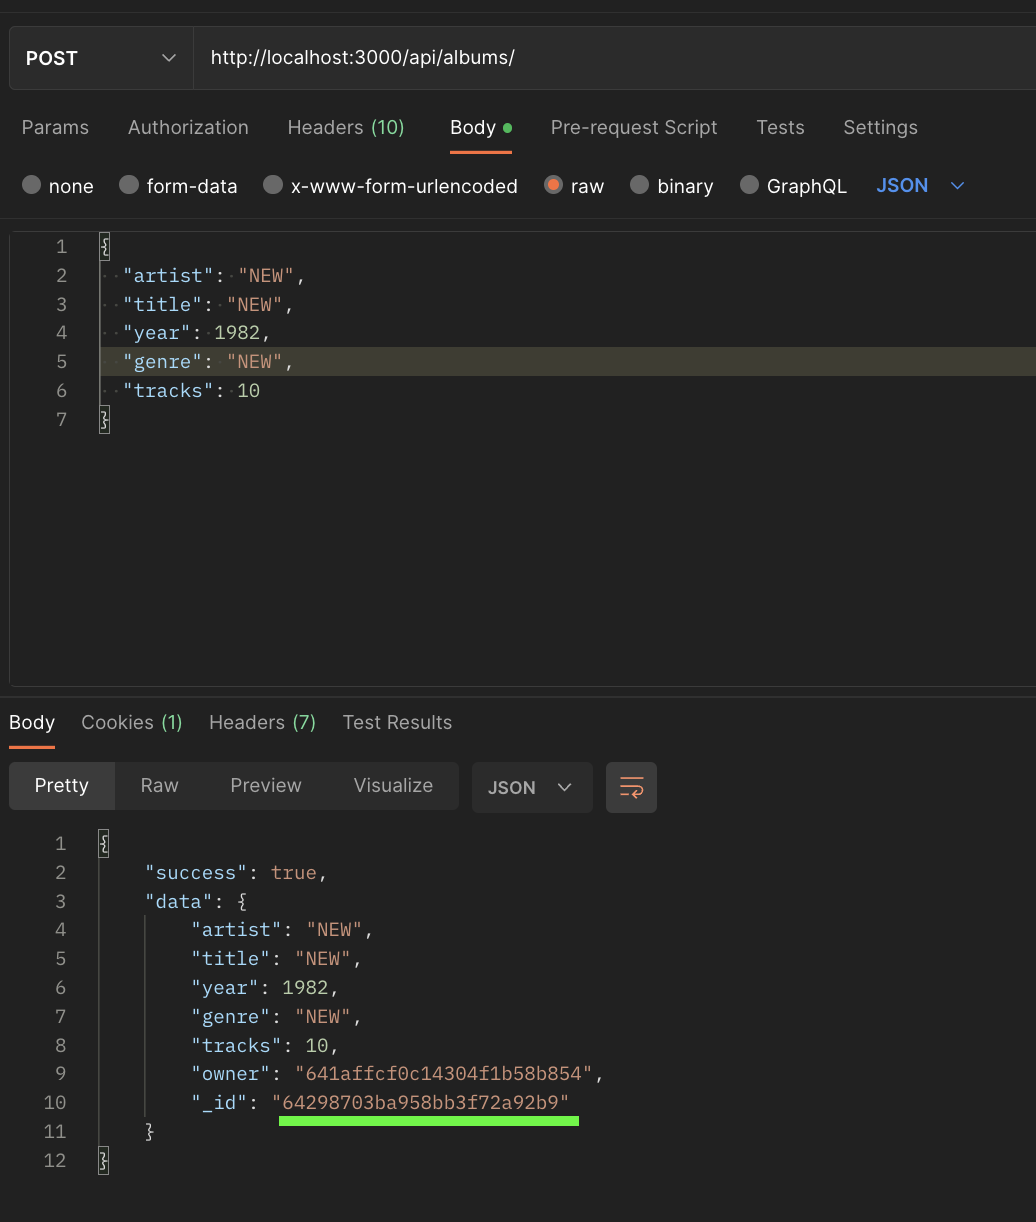 POST http://localhost:3000/api/albums/
Params Authorization Headers (10) Body Pre-request Script Tests Settings
none form-data x-www-form-urlencoded raw binary GraphQL JSON
1 {
2 "artist": "NEW",
3 "title": "NEW",
4 "year": 1982,
5 "genre": "NEW",
6 "tracks": 10
7 }
Body Cookies (1) Headers (7) Test Results
Pretty Raw Preview Visualize JSON
1 {
2 "success": true,
3 "data": {
4 "artist": "NEW",
5 "title": "NEW",
6 "year": 1982,
7 "genre": "NEW",
8 "tracks": 10,
9 "owner": "641affcf0c14304f1b58b854",
10 "_id": "64298703ba958bb3f72a92b9"
11 }
12 }